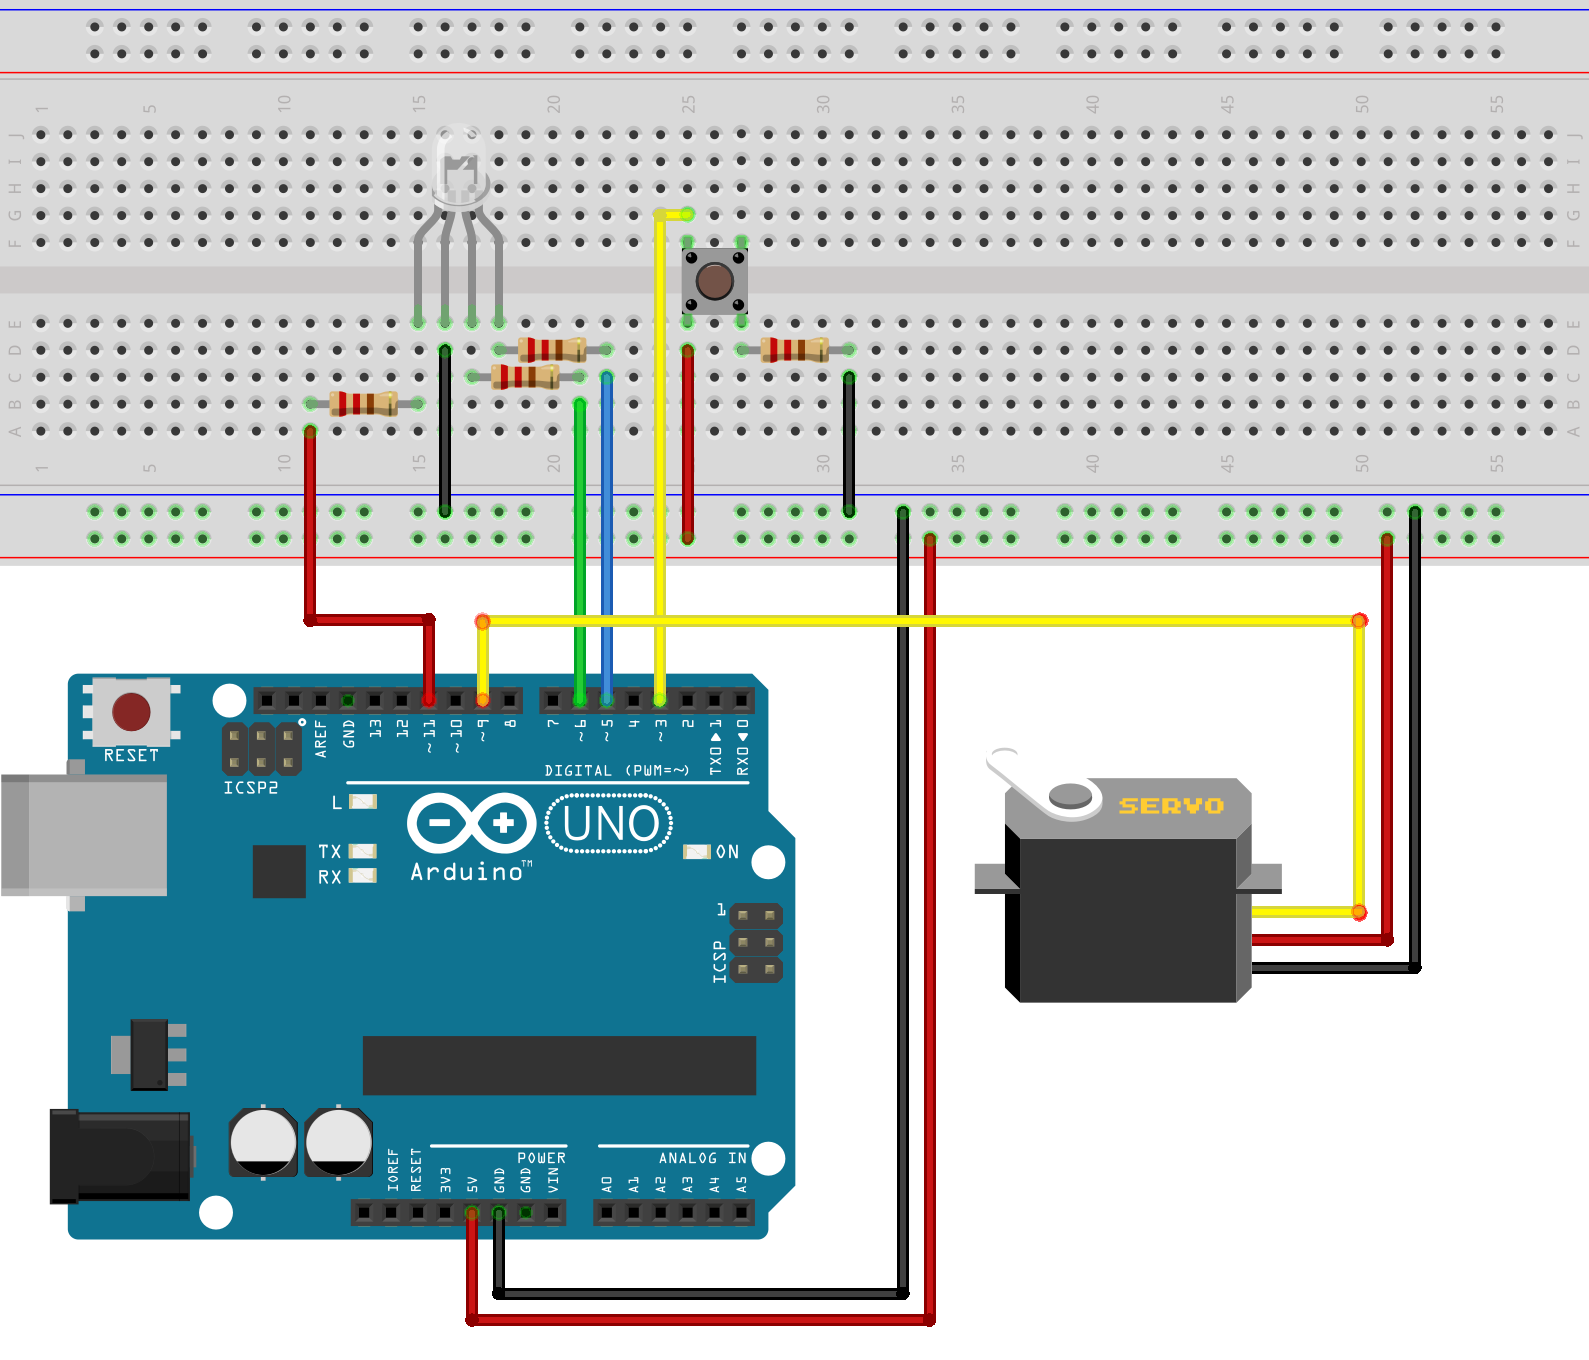 1 5 10 15 20 25 30 35 40 45 50 55
J J
I I
H H
G G
F F
E E
D D
C C
B B
A A
1 5 10 15 20 25 30 35 40 45 50 55
RESET
ICSP2
AREF
GND
13
12
~11
~10
~9
8
7
~6
~5
4
~3
2
TX0▶1
RX0◀0
DIGITAL (PWM=~)
L
TX
RX
UNO
Arduino™
ON
1
ICSP
SERVO
POWER
ANALOG IN
IOREF
RESET
3V3
5V
GND
GND
VIN
A0
A1
A2
A3
A4
A5